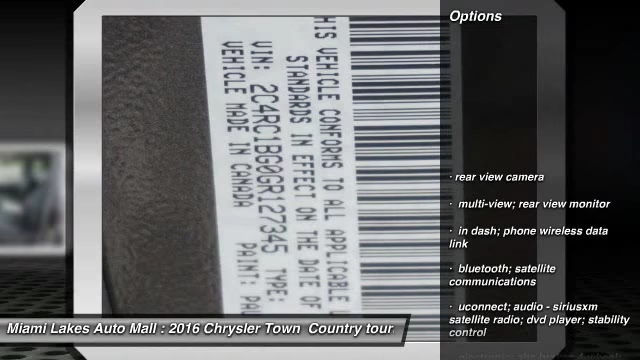 Options
HIS VEHICLE CONFORMS TO ALL APPLICABLE
STANDARDS IN EFFECT ON THE DATE OF
VIN: 2C4RC1BG0GR127345 TYPE:
VEHICLE MADE IN CANADA PAINT:
· rear view camera
· multi-view; rear view monitor
· in dash; phone wireless data
link
· bluetooth; satellite
communications
· uconnect; audio - siriusxm
satellite radio; dvd player; stability
control
Miami Lakes Auto Mall : 2016 Chrysler Town Country tour